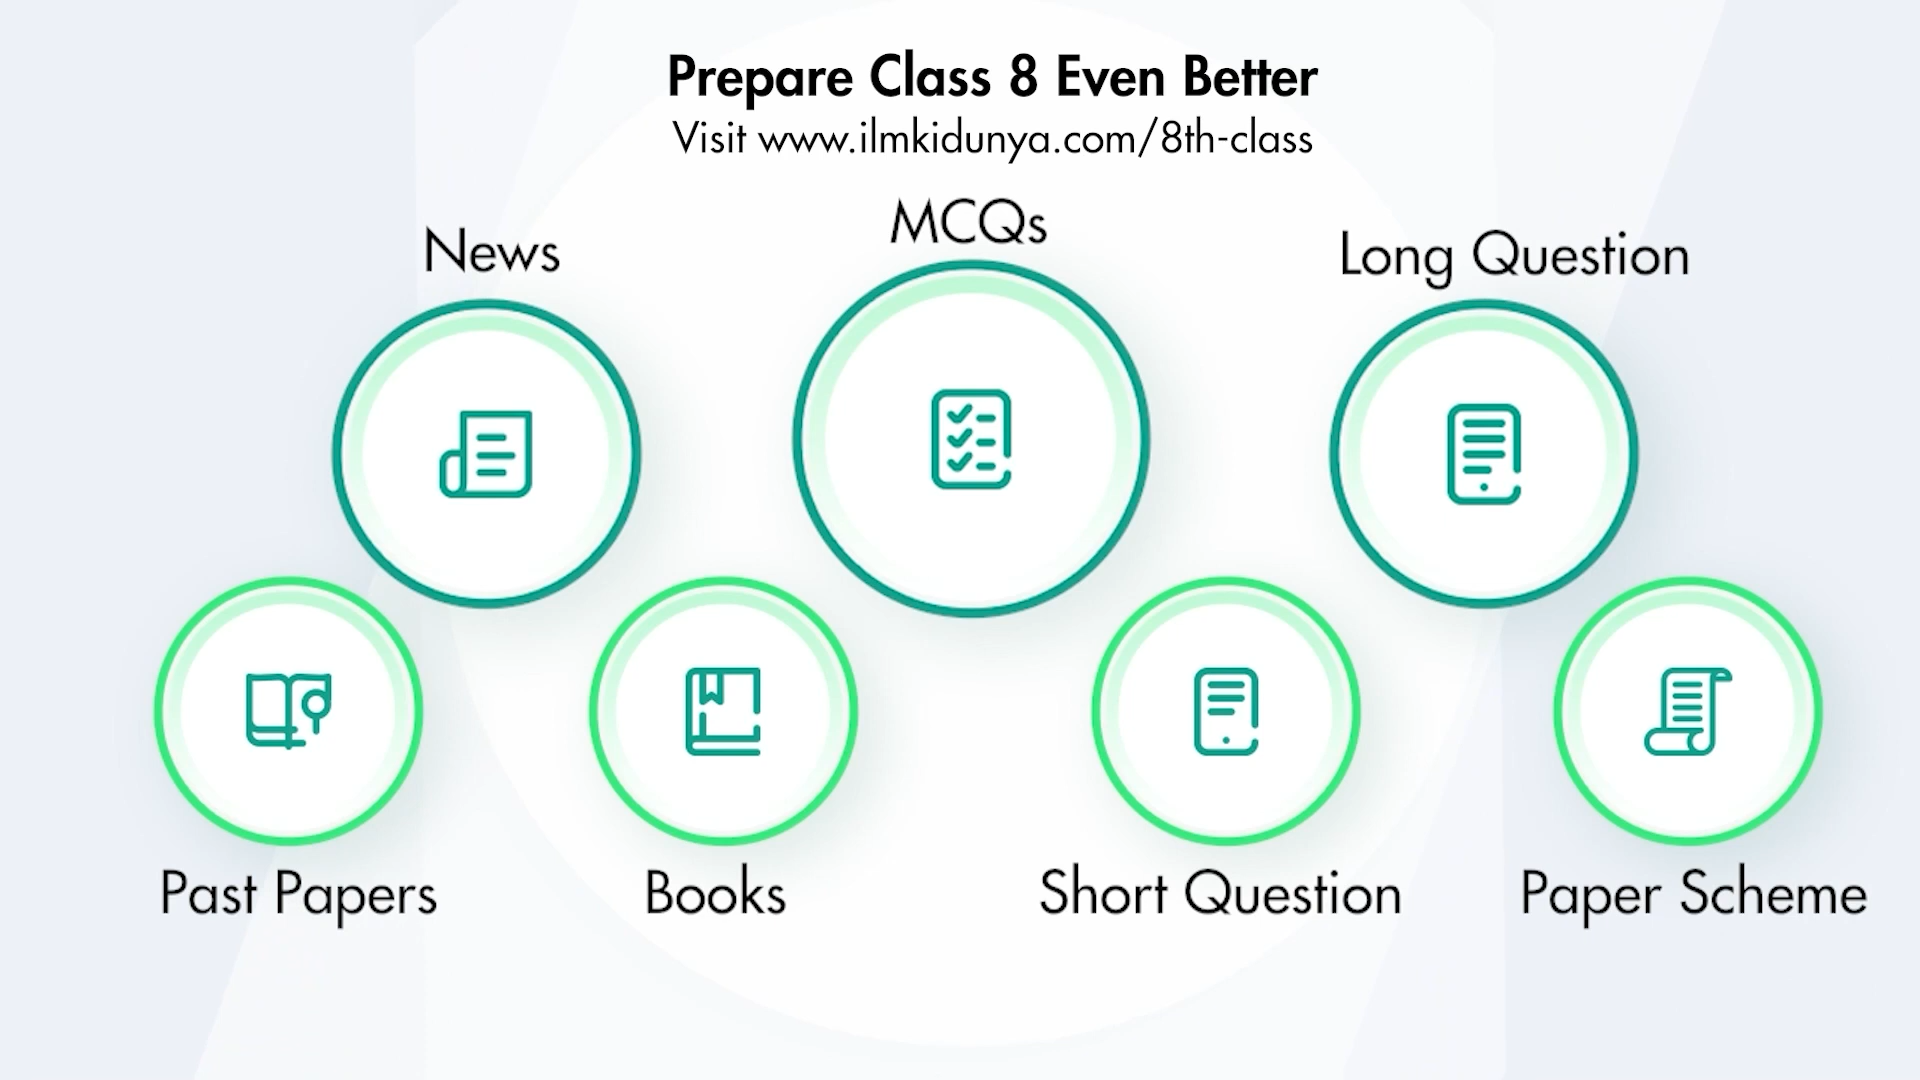 Prepare Class 8 Even Better
Visit www.ilmkidunya.com/8th-class
News
MCQs
Long Question
Past Papers
Books
Short Question
Paper Scheme